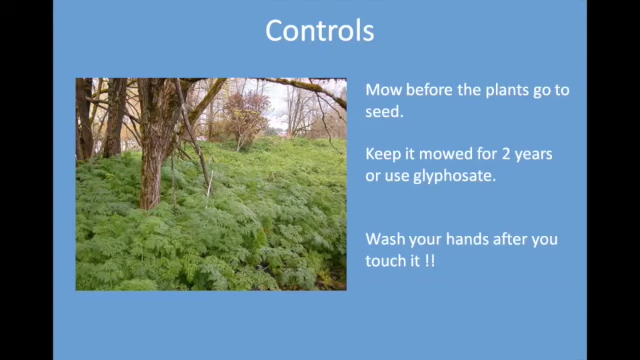 Controls
Mow before the plants go to
seed.
Keep it mowed for 2 years
or use glyphosate.
Wash your hands after you
touch it !!